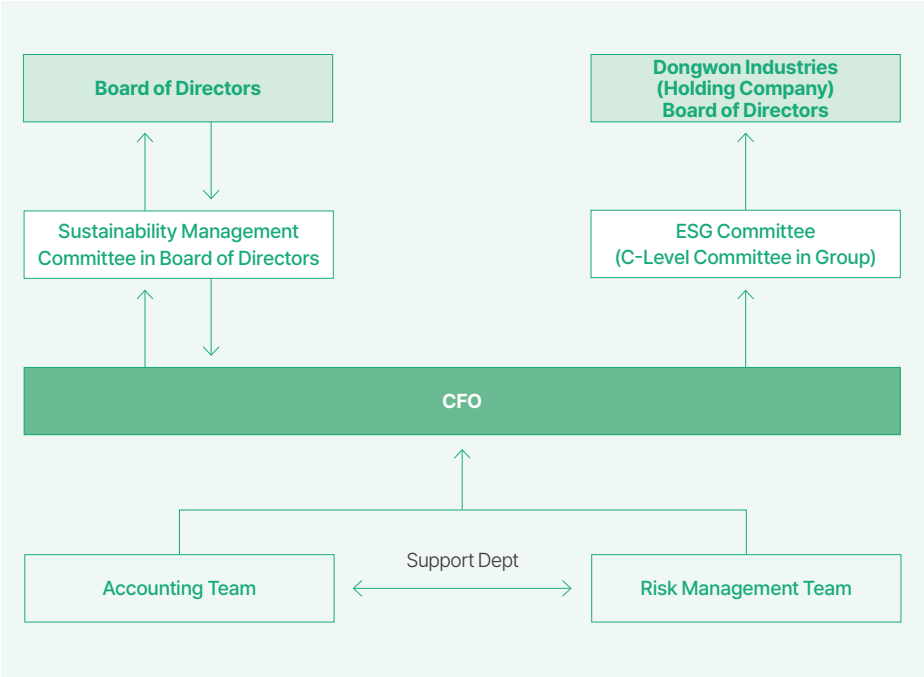 Board of Directors
Dongwon Industries
(Holding Company)
Board of Directors
Sustainability Management
Committee in Board of Directors
ESG Committee
(C-Level Committee in Group)
CFO
Support Dept
Accounting Team
Risk Management Team